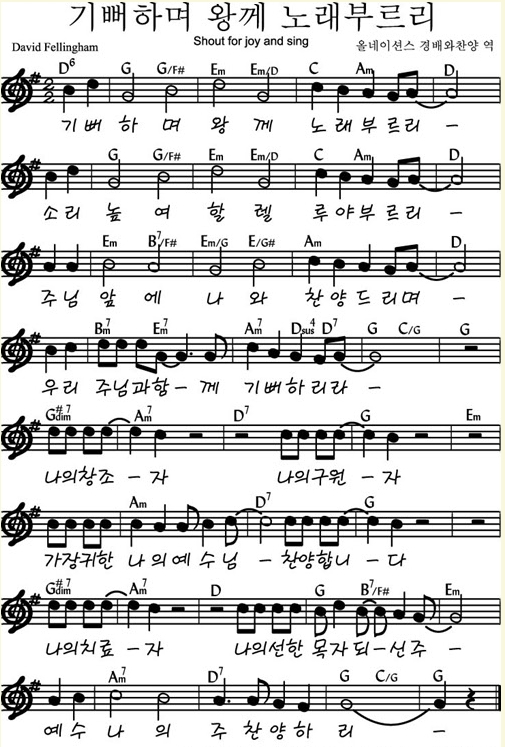 기뻐하며 왕께 노래부르리
Shout for joy and sing
David Fellingham
올네이션스 경배와찬양 역
D6 G G/F# Em Em/D C Am D
기 뻐 하 며 왕 께 노 래 부 르 리 -
G G/F# Em Em/D C Am D
소 리 높 여 할 렐 루 야 부 르 리 -
Em B7/F# Em/G E/G# Am D
주 님 앞 에 나 와 찬 양 드 리 며 -
Bm7 Em7 Am7 Dsus4 D7 G C/G G
우 리 주님과함 - 께 기 뻐 하 리 라 -
G#dim7 Am7 D7 G Em
나의창조 - 자 나의구원 - 자
Am D7 G
가장귀한 나 의 예 수 님 - 찬양합니 - 다
G#dim7 Am7 D G B7/F# Em
나의치료 - 자 나의선한 목자 되 - 신 주 -
Am7 D7 G C/G G
예 수 나 의 주 찬 양 하 리 -